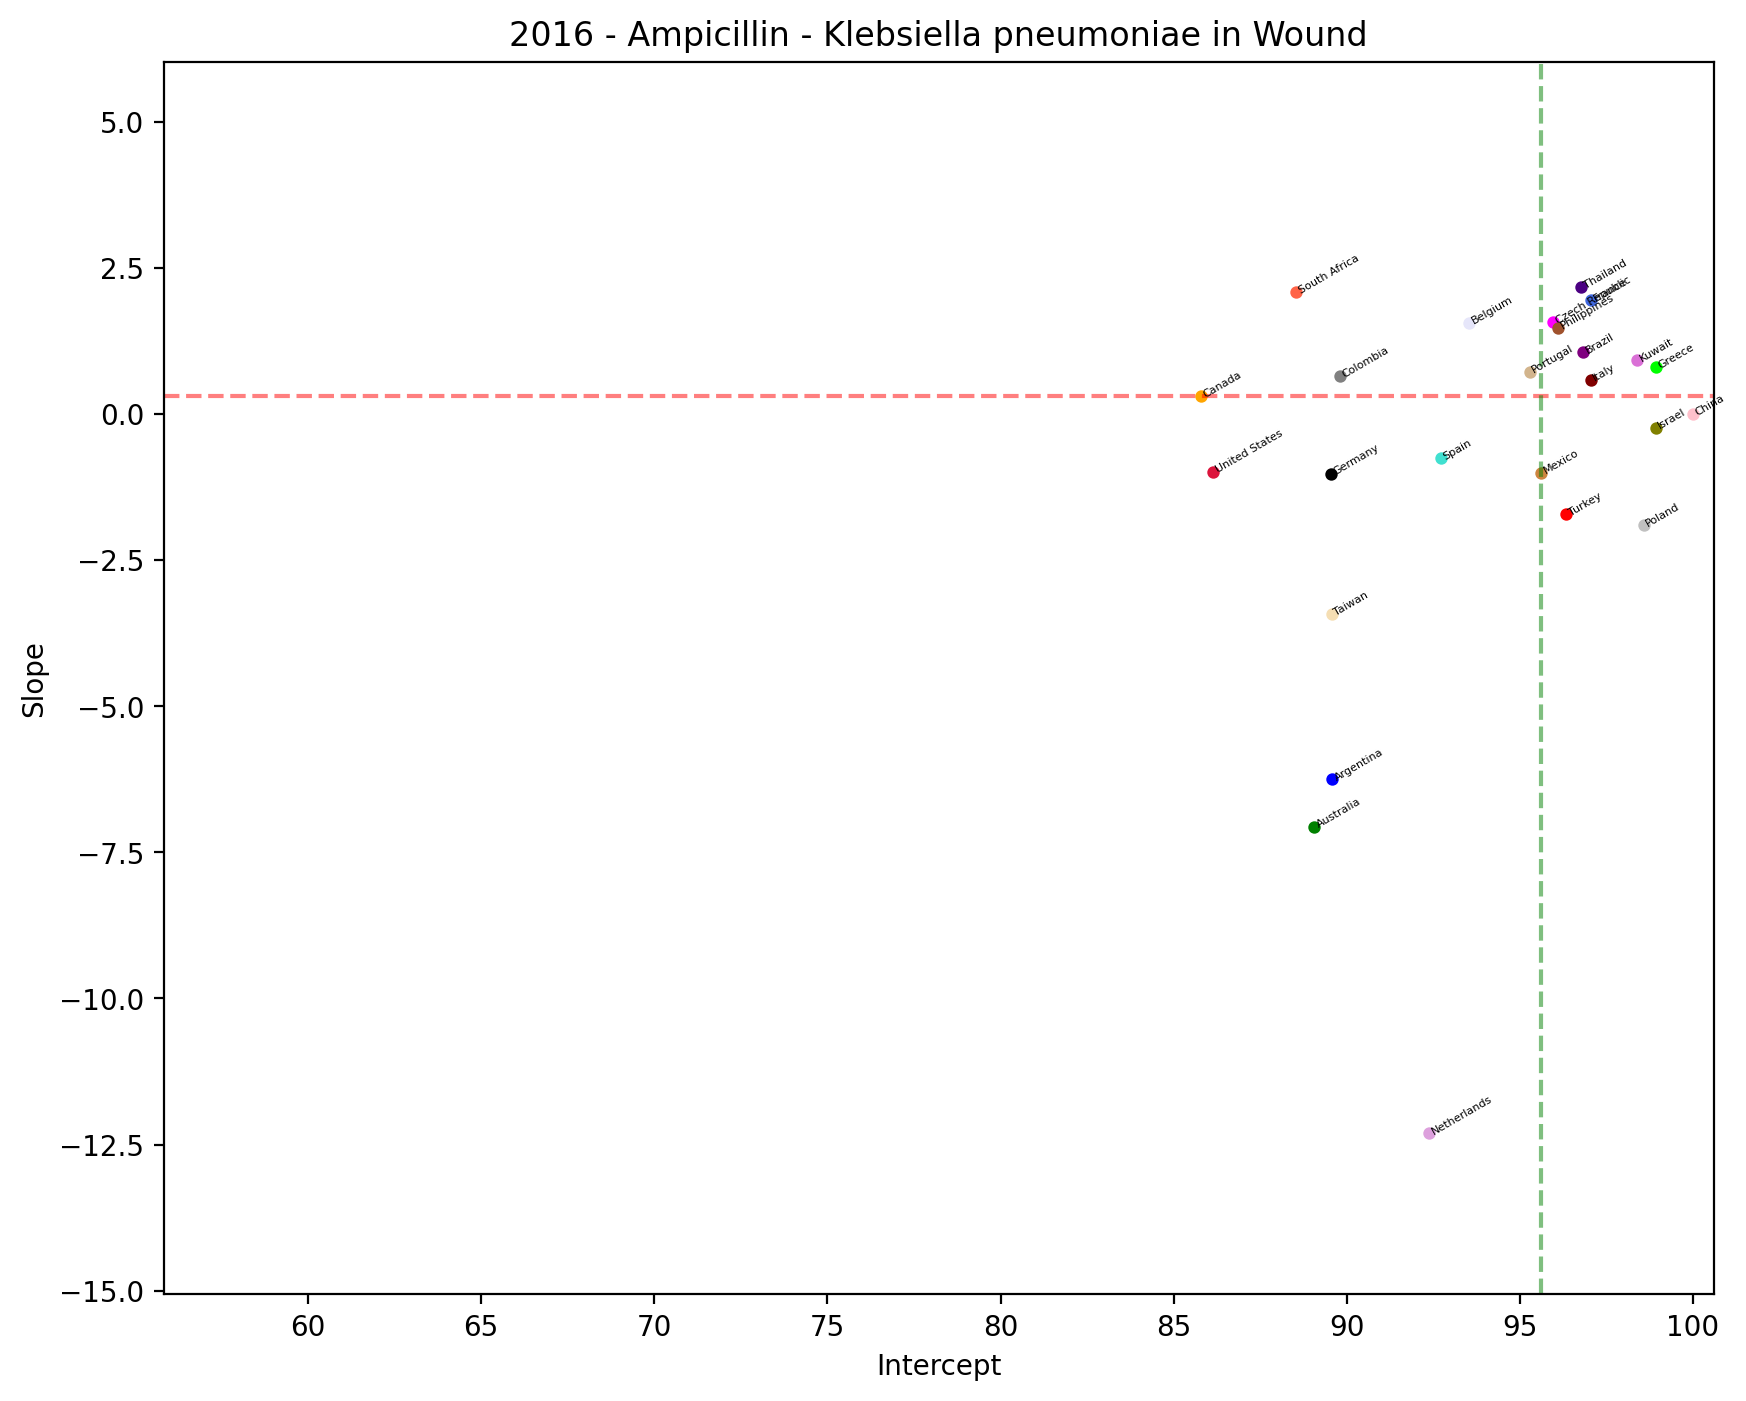 2016 - Ampicillin - Klebsiella pneumoniae in Wound
5.0
2.5
0.0
−2.5
−5.0
−7.5
−10.0
−12.5
−15.0
Slope
South Africa
Thailand
France
Czech Republic
Philippines
Belgium
Brazil
Kuwait
Greece
Portugal
Italy
Colombia
Canada
China
Israel
United States
Germany
Spain
Mexico
Turkey
Poland
Taiwan
Argentina
Australia
Netherlands
60
65
70
75
80
85
90
95
100
Intercept